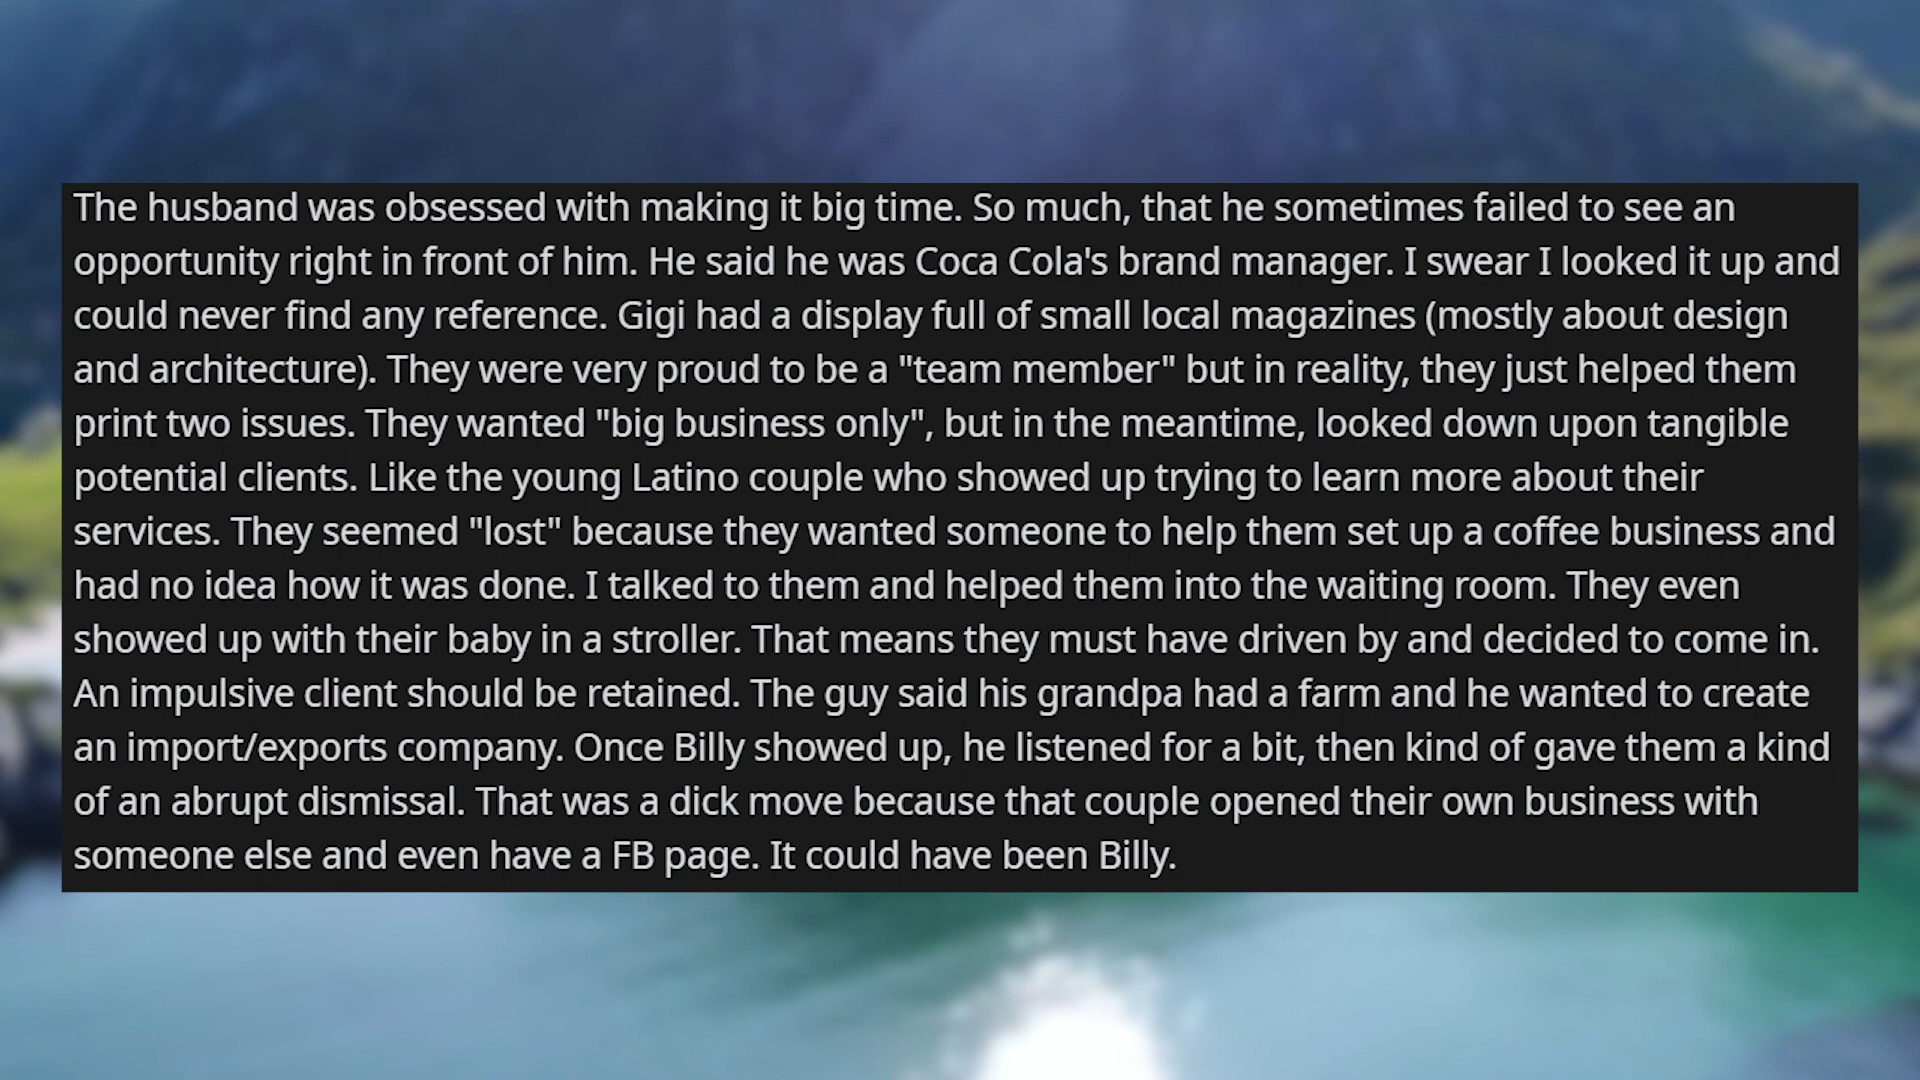 The husband was obsessed with making it big time. So much, that he sometimes failed to see an
opportunity right in front of him. He said he was Coca Cola's brand manager. I swear I looked it up and
could never find any reference. Gigi had a display full of small local magazines (mostly about design
and architecture). They were very proud to be a "team member" but in reality, they just helped them
print two issues. They wanted "big business only", but in the meantime, looked down upon tangible
potential clients. Like the young Latino couple who showed up trying to learn more about their
services. They seemed "lost" because they wanted someone to help them set up a coffee business and
had no idea how it was done. I talked to them and helped them into the waiting room. They even
showed up with their baby in a stroller. That means they must have driven by and decided to come in.
An impulsive client should be retained. The guy said his grandpa had a farm and he wanted to create
an import/exports company. Once Billy showed up, he listened for a bit, then kind of gave them a kind
of an abrupt dismissal. That was a dick move because that couple opened their own business with
someone else and even have a FB page. It could have been Billy.